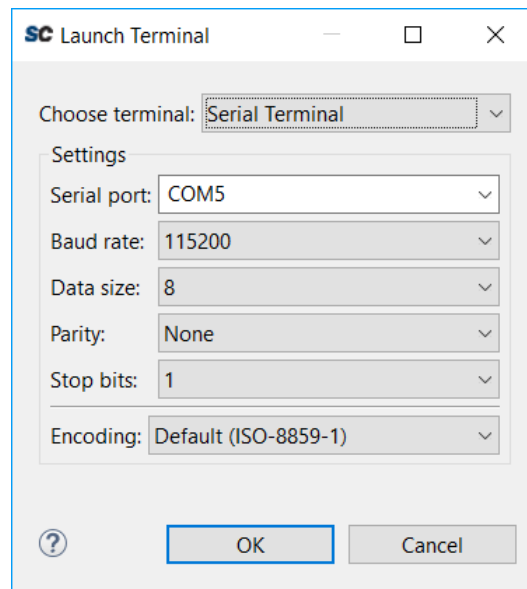 SC Launch Terminal
Choose terminal: Serial Terminal
Settings
Serial port: COM5
Baud rate: 115200
Data size: 8
Parity: None
Stop bits: 1
Encoding: Default (ISO-8859-1)
? OK Cancel